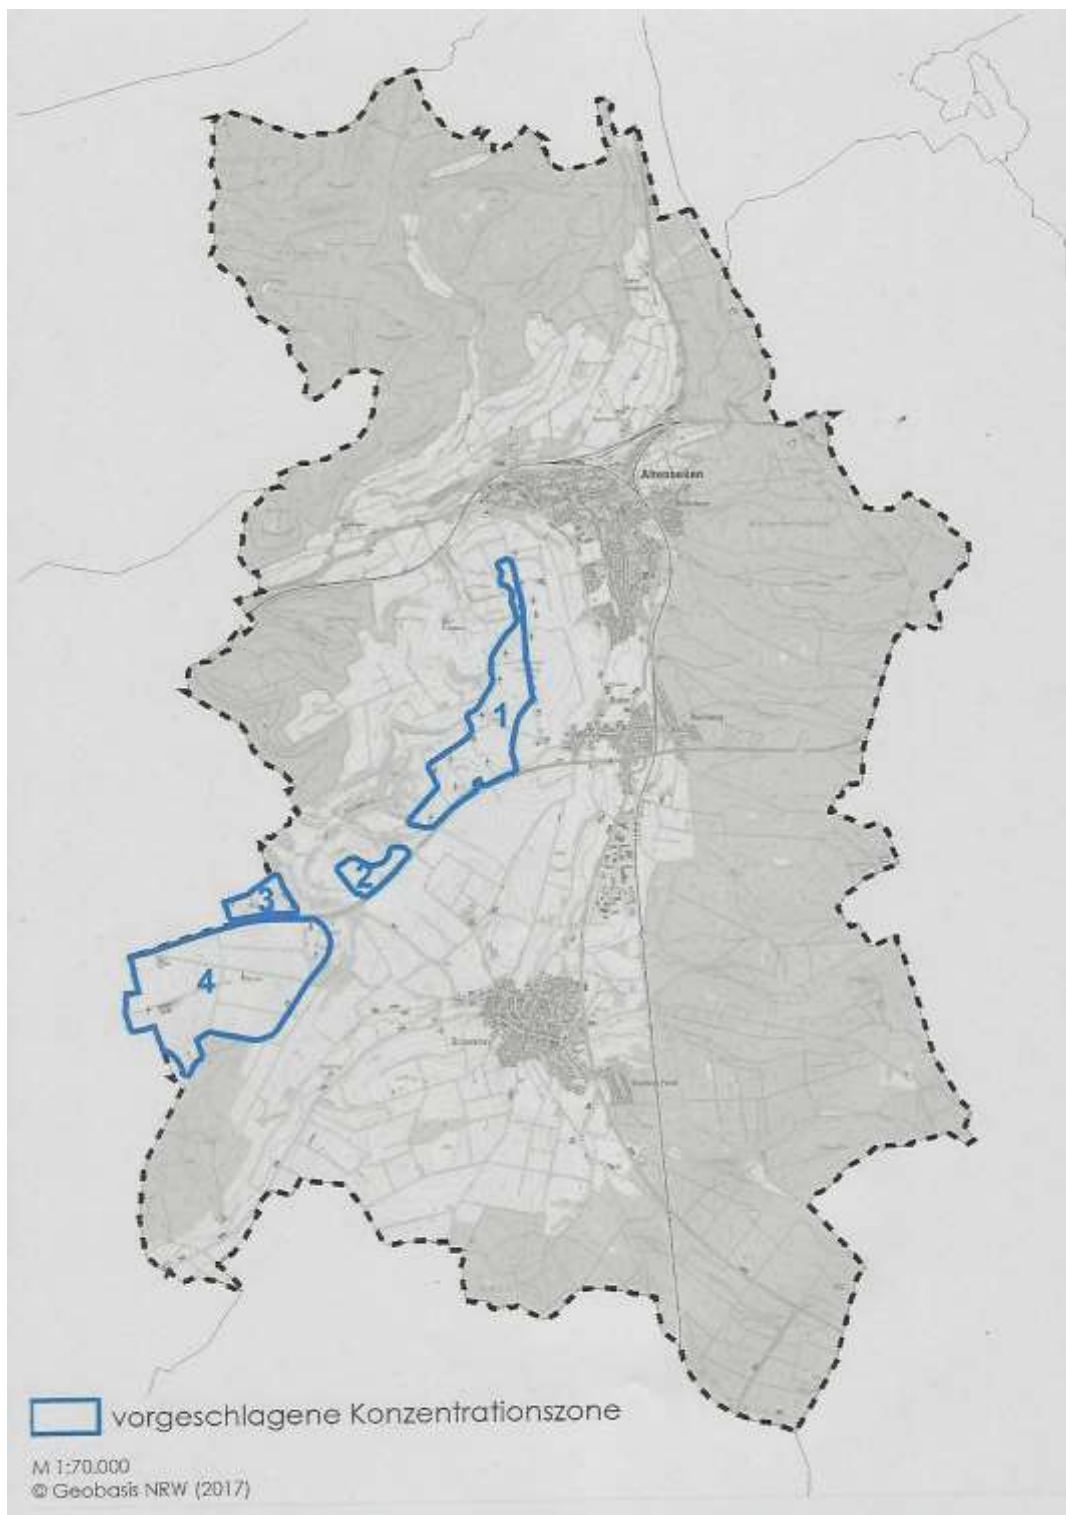 Altenbeken
1
2
3
4
vorgeschlagene Konzentrationszone
M 1:70.000
© Geobasis NRW (2017)